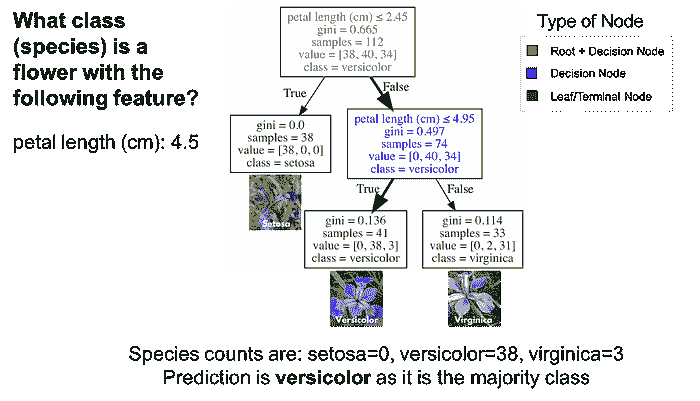 What class
(species) is a
flower with the
following feature?
petal length (cm): 4.5
petal length (cm) ≤ 2.45
gini = 0.665
samples = 112
value = [38, 40, 34]
class = versicolor
Type of Node
Root + Decision Node
Decision Node
Leaf/Terminal Node
True
False
gini = 0.0
samples = 38
value = [38, 0, 0]
class = setosa
petal length (cm) ≤ 4.95
gini = 0.497
samples = 74
value = [0, 40, 34]
class = versicolor
Setosa
True
False
gini = 0.136
samples = 41
value = [0, 38, 3]
class = versicolor
gini = 0.114
samples = 33
value = [0, 2, 31]
class = virginica
Versicolor
Virginica
Species counts are: setosa=0, versicolor=38, virginica=3
Prediction is versicolor as it is the majority class